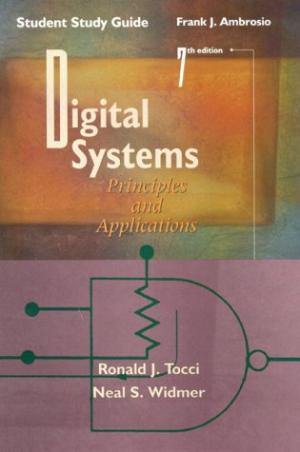 Student Study Guide
Frank J. Ambrosio
7th edition
Digital
Systems:
Principles
and
Applications
Ronald J. Tocci
Neal S. Widmer